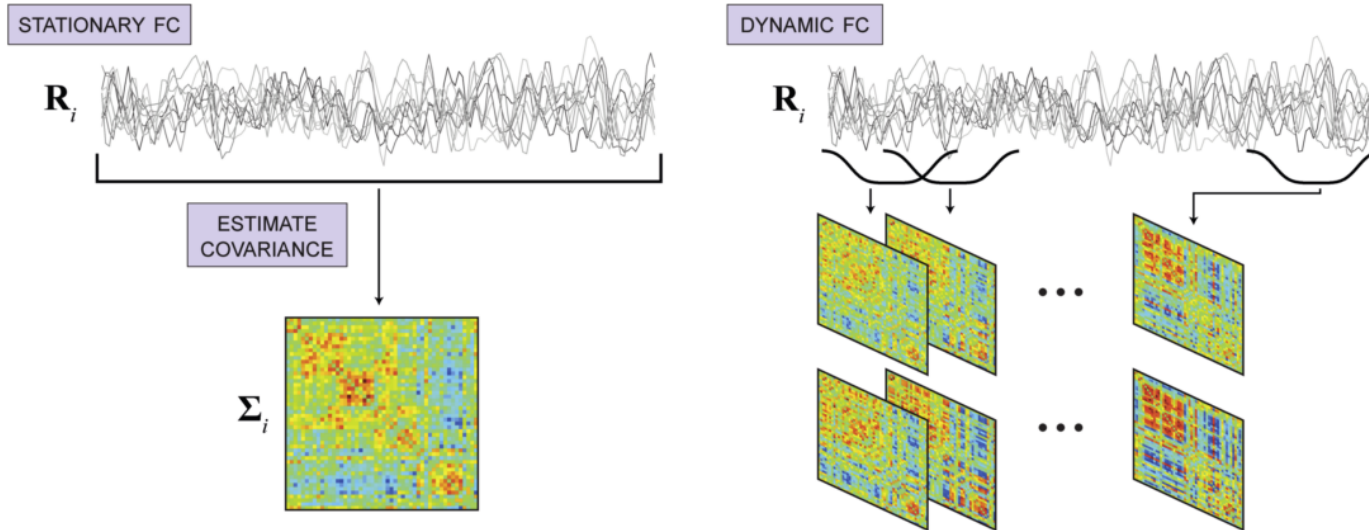 STATIONARY FC
R_i
ESTIMATE
COVARIANCE
Σ_i
DYNAMIC FC
R_i